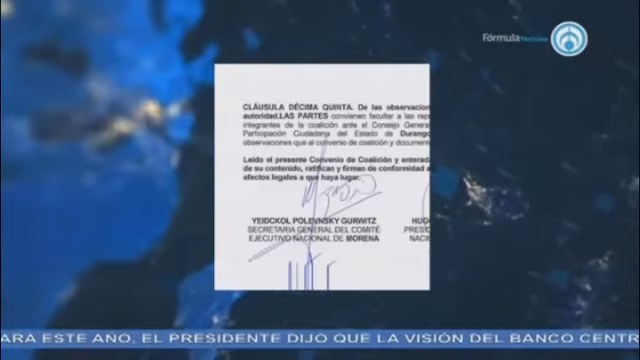 Fórmula Noticias
CLÁUSULA DÉCIMA QUINTA. De las observacion
autoridad.LAS PARTES convienen facultar a las rep
integrantes de la coalición ante el Consejo Genera
Participación Ciudadana del Estado de Durango
observaciones que al convenio de coalición y document
Leído el presente Convenio de Coalición y enterada
de su contenido, ratifican y firman de conformidad a
efectos legales a que haya lugar.
YEIDCKOL POLEVNSKY GURWITZ HUG
SECRETARIA GENERAL DEL COMITÉ PRESI
EJECUTIVO NACIONAL DE MORENA NACI
ARA ESTE AÑO, EL PRESIDENTE DIJO QUE LA VISIÓN DEL BANCO CENTR